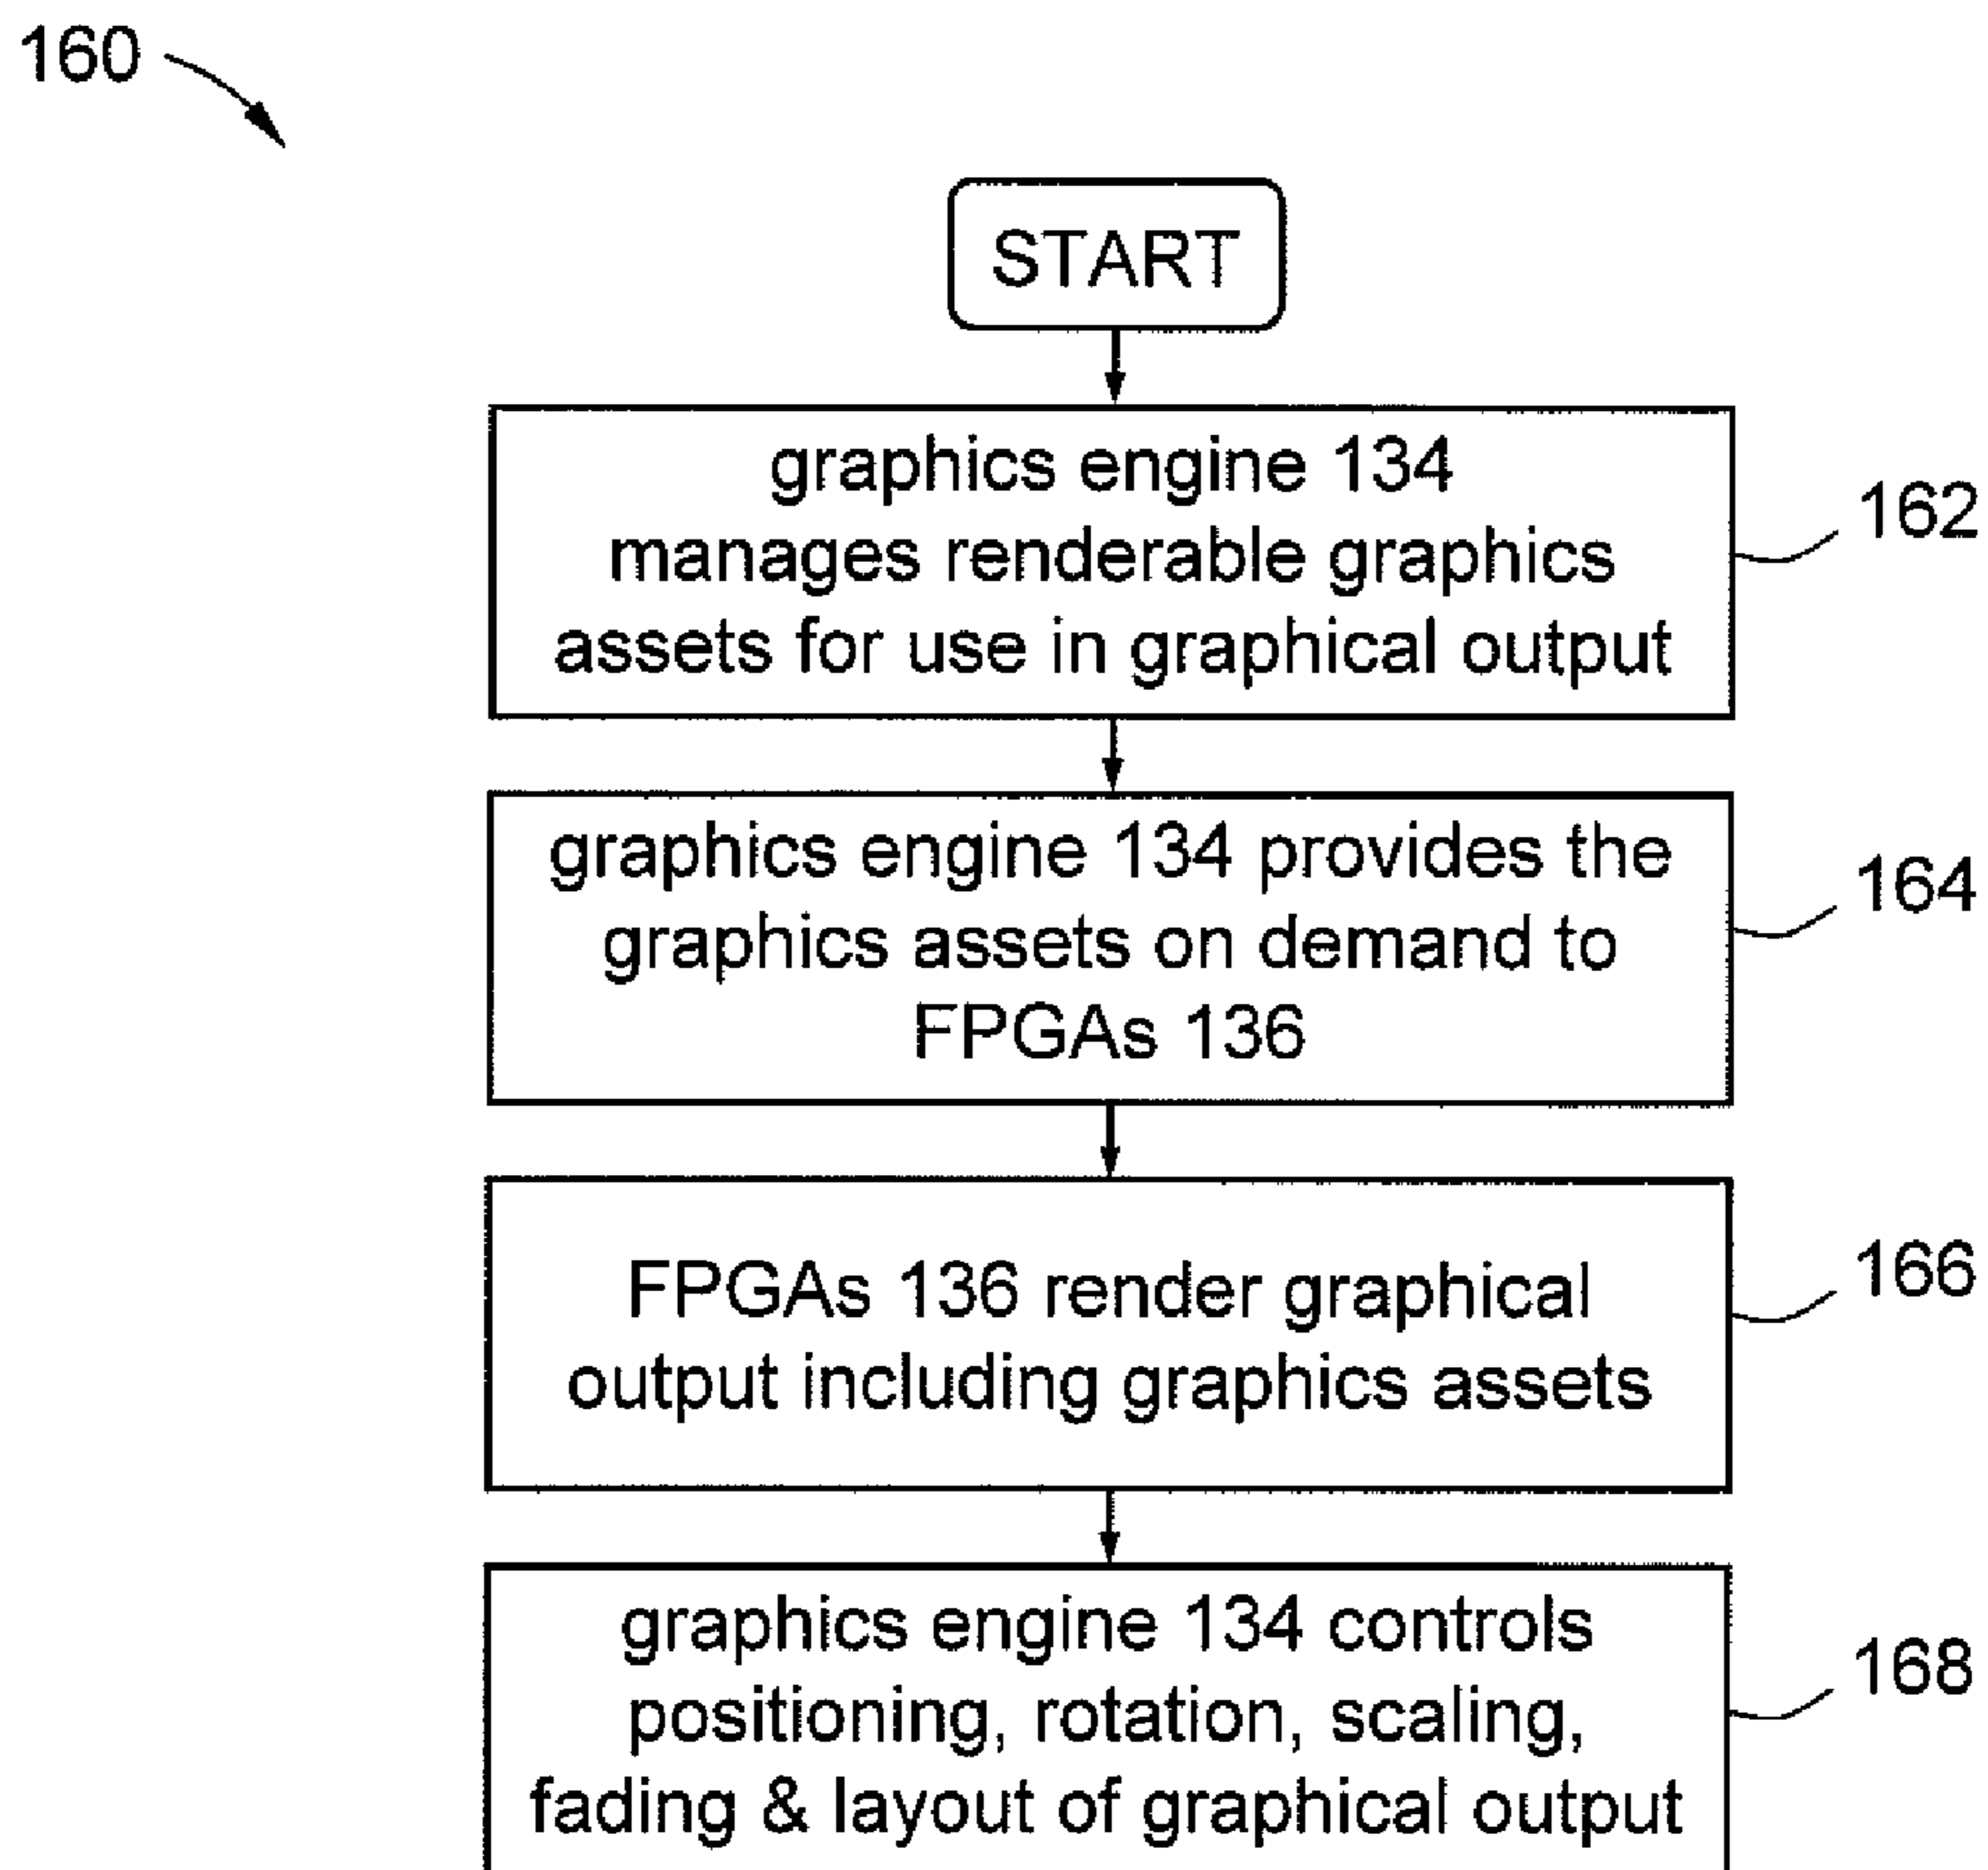 160
START
graphics engine 134
manages renderable graphics
assets for use in graphical output
162
graphics engine 134 provides the
graphics assets on demand to
FPGAs 136
164
FPGAs 136 render graphical
output including graphics assets
166
graphics engine 134 controls
positioning, rotation, scaling,
fading & layout of graphical output
168